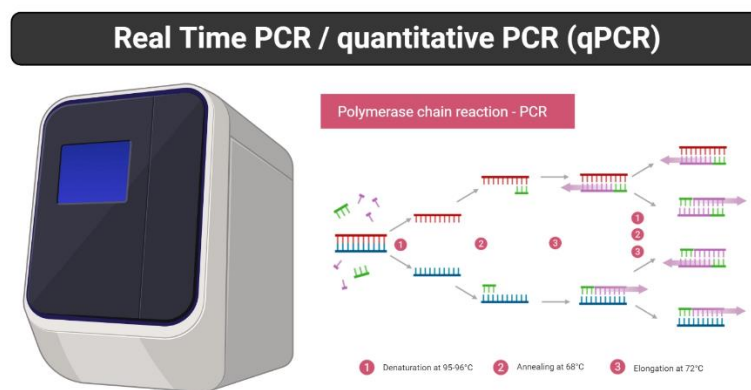 Real Time PCR / quantitative PCR (qPCR)
Polymerase chain reaction - PCR
1
2
3
1
2
3
1 Denaturation at 95-96°C
2 Annealing at 68°C
3 Elongation at 72°C